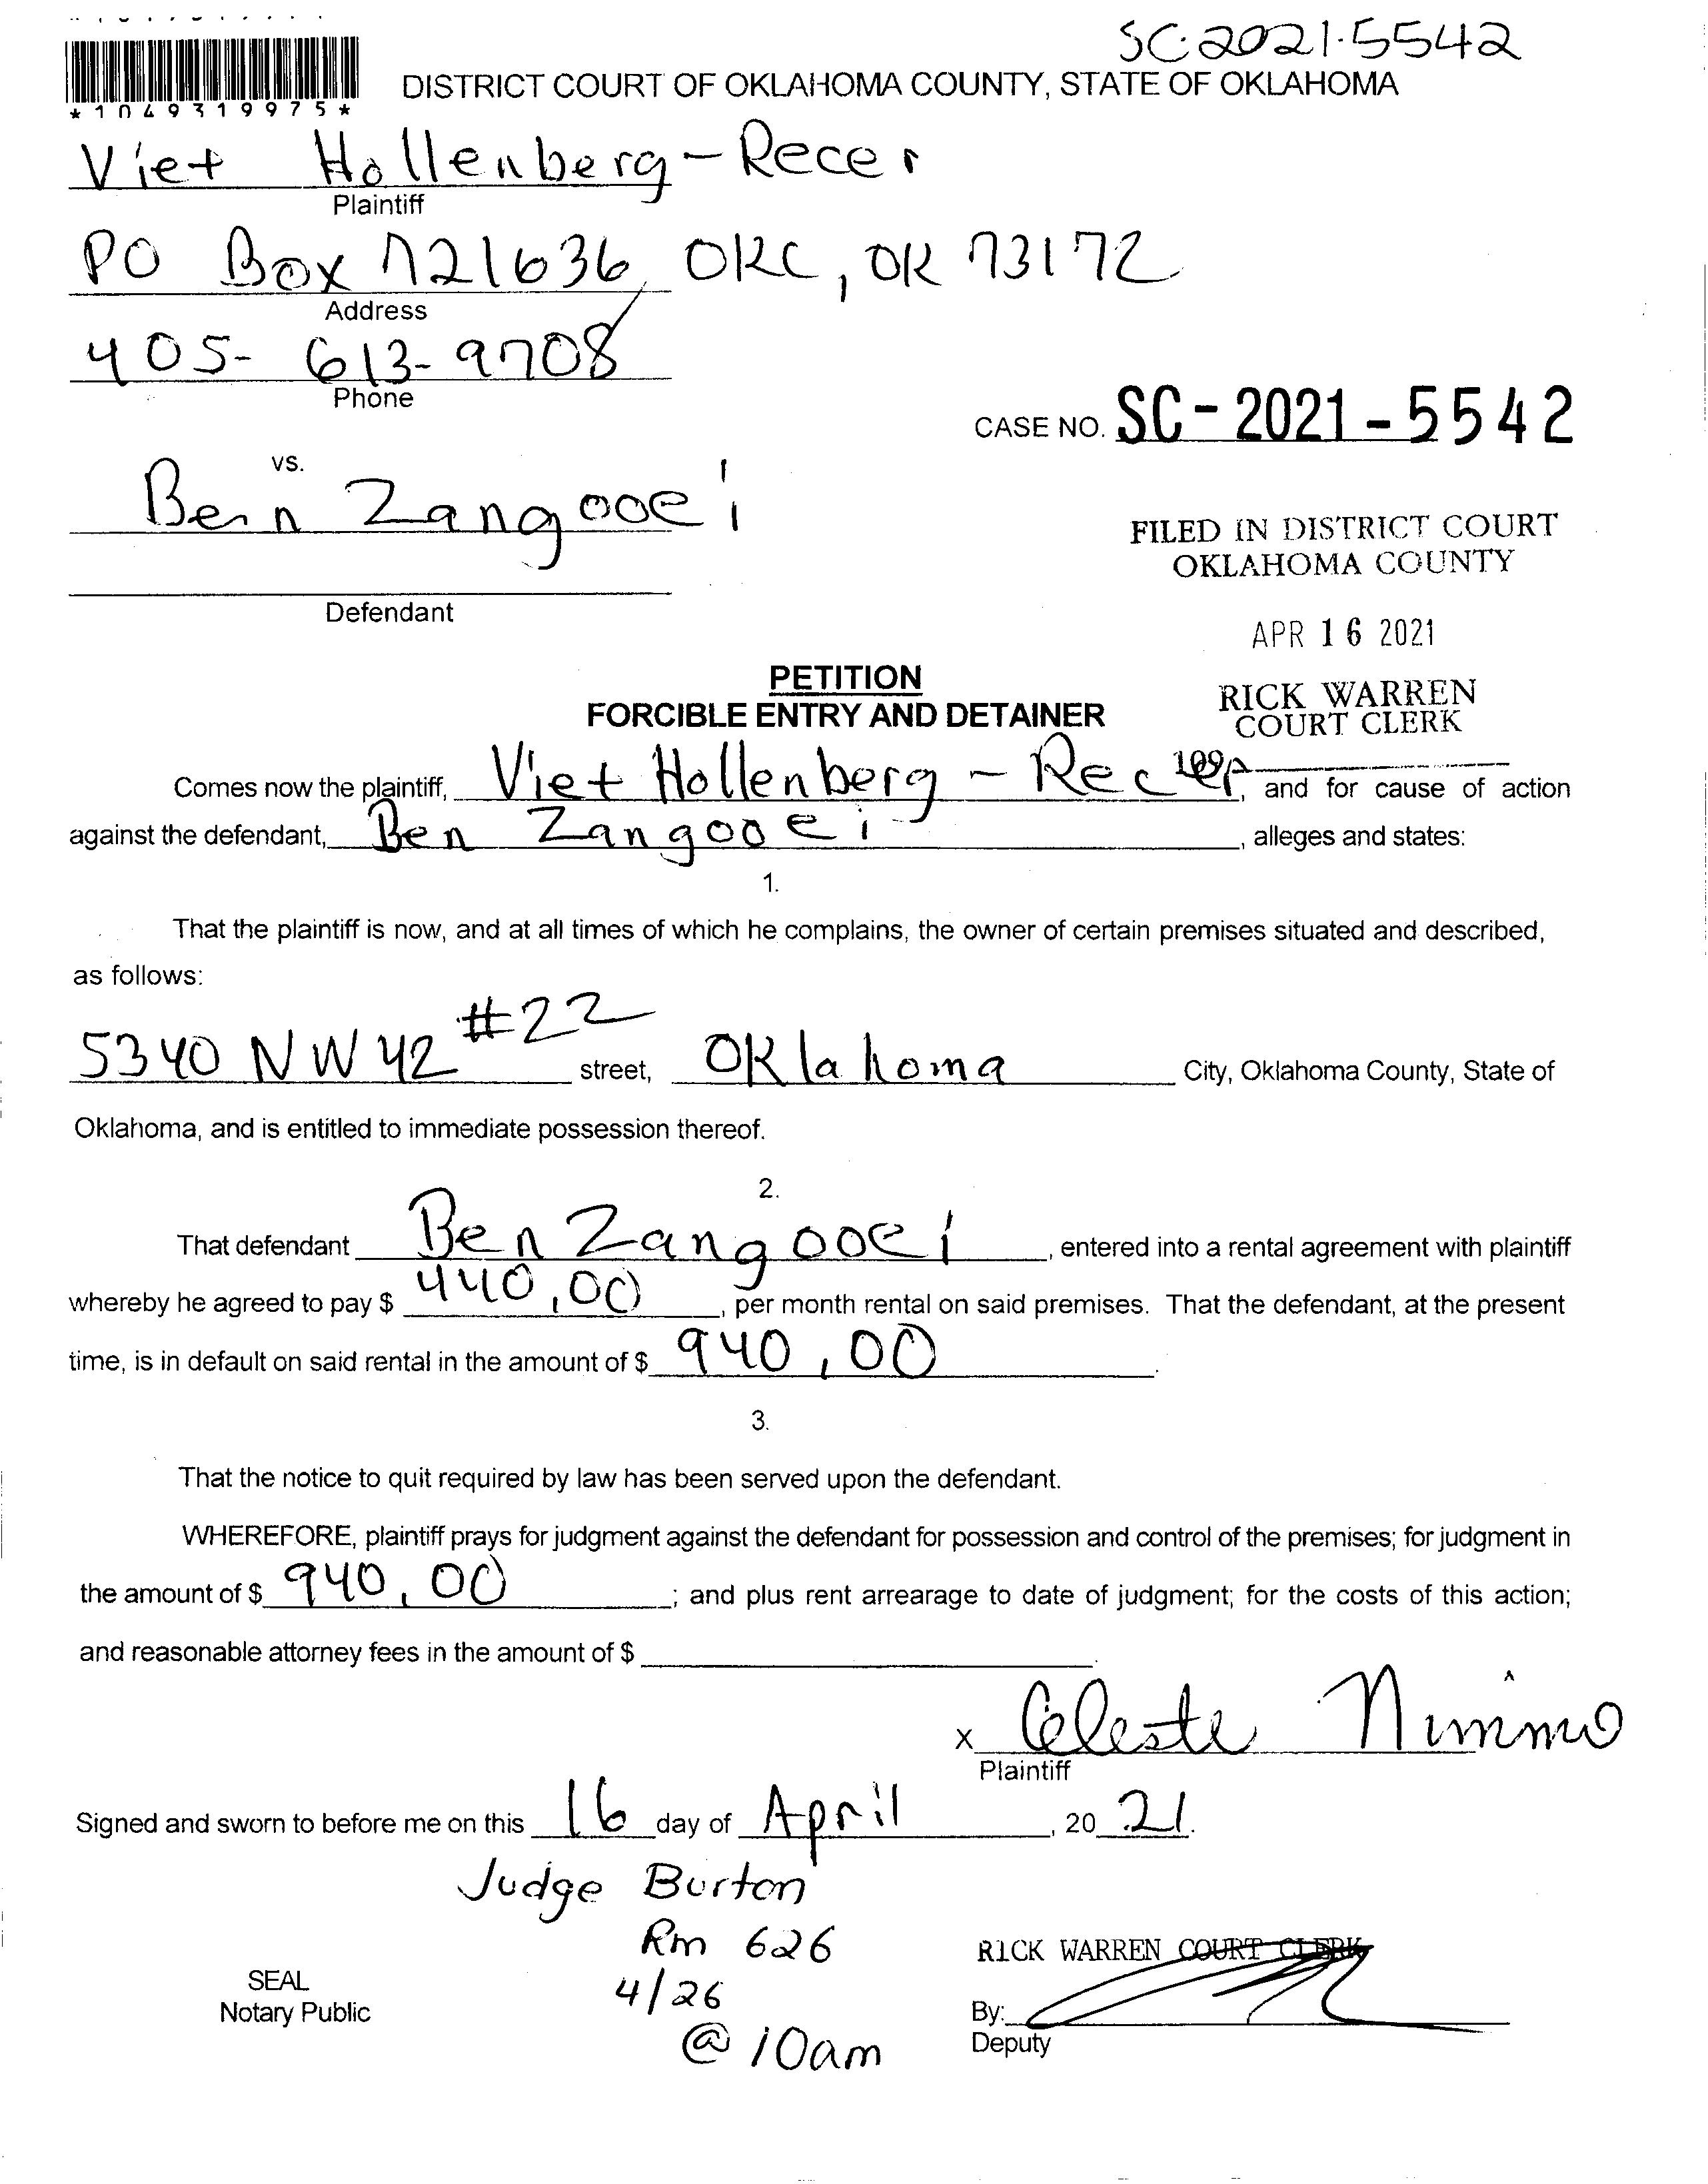 SC-2021-5542
*1049319975*
DISTRICT COURT OF OKLAHOMA COUNTY, STATE OF OKLAHOMA
Viet Hollenberg-Recer
Plaintiff
PO Box 721636, OKC, OK 73172
Address
405-613-9708
Phone
CASE NO. SC-2021-5542
vs.
Ben Zangooei
FILED IN DISTRICT COURT
OKLAHOMA COUNTY
Defendant
APR 16 2021
PETITION
RICK WARREN
FORCIBLE ENTRY AND DETAINER
COURT CLERK
109
Comes now the plaintiff, Viet Hollenberg - Recer, and for cause of action
against the defendant, Ben Zangooei, alleges and states:
1.
That the plaintiff is now, and at all times of which he complains, the owner of certain premises situated and described,
as follows:
5340 NW 42 #22 street, Oklahoma City, Oklahoma County, State of
Oklahoma, and is entitled to immediate possession thereof.
2.
That defendant Ben Zangooei, entered into a rental agreement with plaintiff
whereby he agreed to pay $ 440,00, per month rental on said premises. That the defendant, at the present
time, is in default on said rental in the amount of $ 940,00.
3.
That the notice to quit required by law has been served upon the defendant.
WHEREFORE, plaintiff prays for judgment against the defendant for possession and control of the premises; for judgment in
the amount of $ 940,00; and plus rent arrearage to date of judgment; for the costs of this action;
and reasonable attorney fees in the amount of $ .
x Celeste Nimmo
Plaintiff
Signed and sworn to before me on this 16 day of April, 20 21.
Judge Burton
Rm 626
RICK WARREN COURT CLERK
SEAL
4/26
Notary Public
By:
@ 10am
Deputy